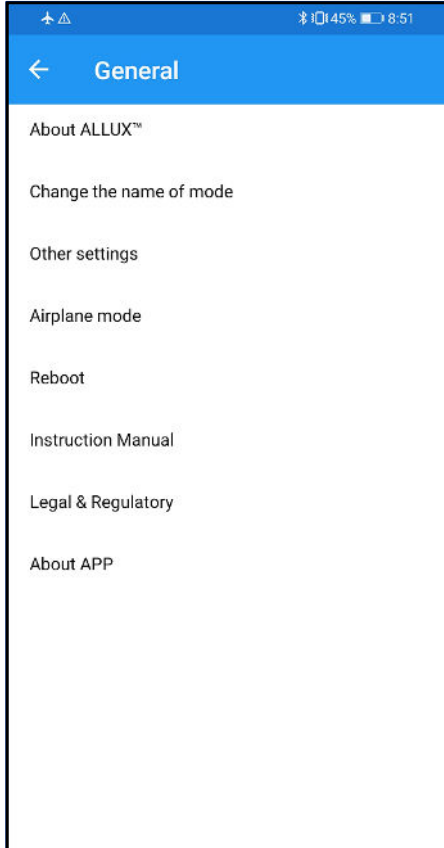 45% 8:51
General
About ALLUX™
Change the name of mode
Other settings
Airplane mode
Reboot
Instruction Manual
Legal & Regulatory
About APP